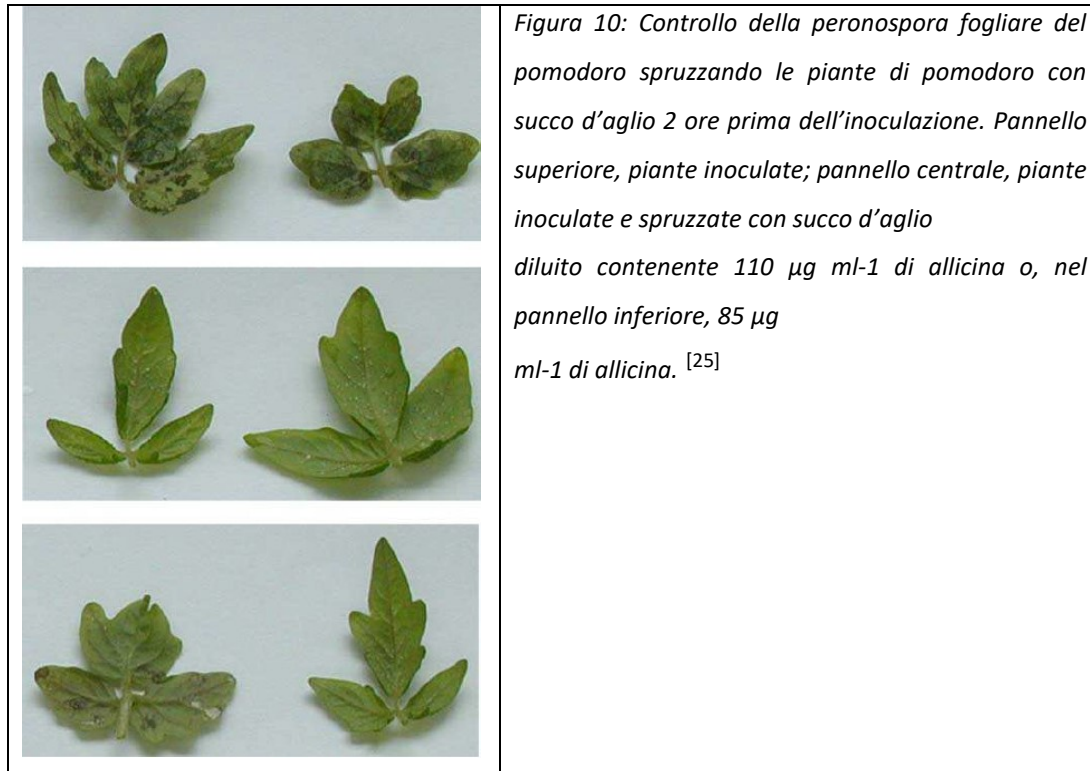 Figura 10: Controllo della peronospora fogliare del
pomodoro spruzzando le piante di pomodoro con
succo d’aglio 2 ore prima dell’inoculazione. Pannello
superiore, piante inoculate; pannello centrale, piante
inoculate e spruzzate con succo d’aglio
diluito contenente 110 µg ml-1 di allicina o, nel
pannello inferiore, 85 µg
ml-1 di allicina. [25]